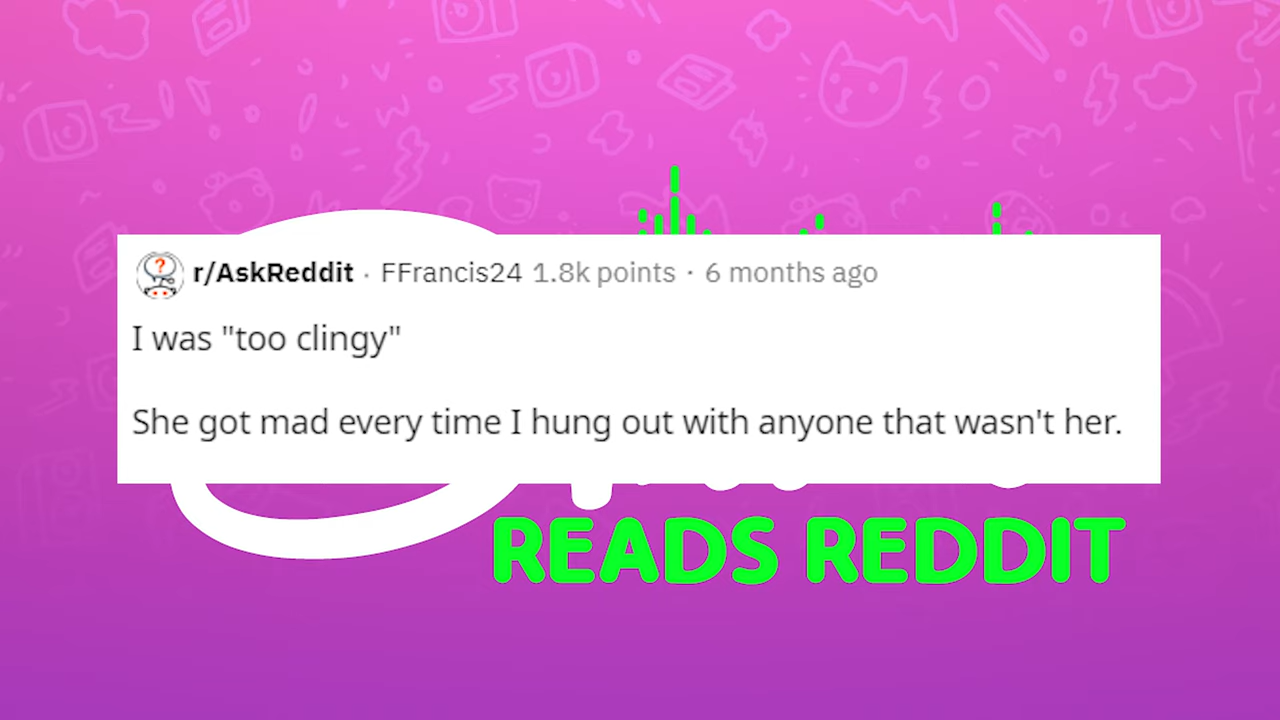 r/AskReddit · FFrancis24 1.8k points · 6 months ago
I was "too clingy"
She got mad every time I hung out with anyone that wasn't her.
READS REDDIT